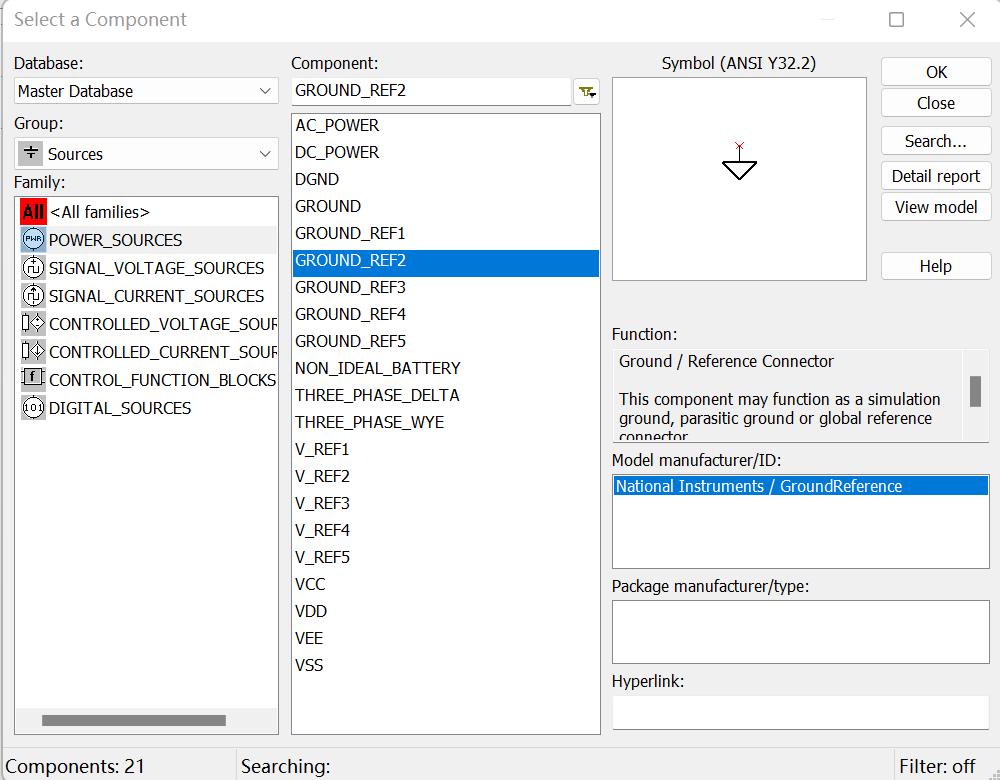 Select a Component
Database:
Master Database
Group:
Sources
Family:
All <All families>
PWR POWER_SOURCES
SIGNAL_VOLTAGE_SOURCES
SIGNAL_CURRENT_SOURCES
CONTROLLED_VOLTAGE_SOUR
CONTROLLED_CURRENT_SOUR
f CONTROL_FUNCTION_BLOCKS
101 DIGITAL_SOURCES
Component:
GROUND_REF2
AC_POWER
DC_POWER
DGND
GROUND
GROUND_REF1
GROUND_REF2
GROUND_REF3
GROUND_REF4
GROUND_REF5
NON_IDEAL_BATTERY
THREE_PHASE_DELTA
THREE_PHASE_WYE
V_REF1
V_REF2
V_REF3
V_REF4
V_REF5
VCC
VDD
VEE
VSS
Symbol (ANSI Y32.2)
OK
Close
Search...
Detail report
View model
Help
Function:
Ground / Reference Connector
This component may function as a simulation
ground, parasitic ground or global reference
connector
Model manufacturer/ID:
National Instruments / GroundReference
Package manufacturer/type:
Hyperlink:
Components: 21
Searching:
Filter: off